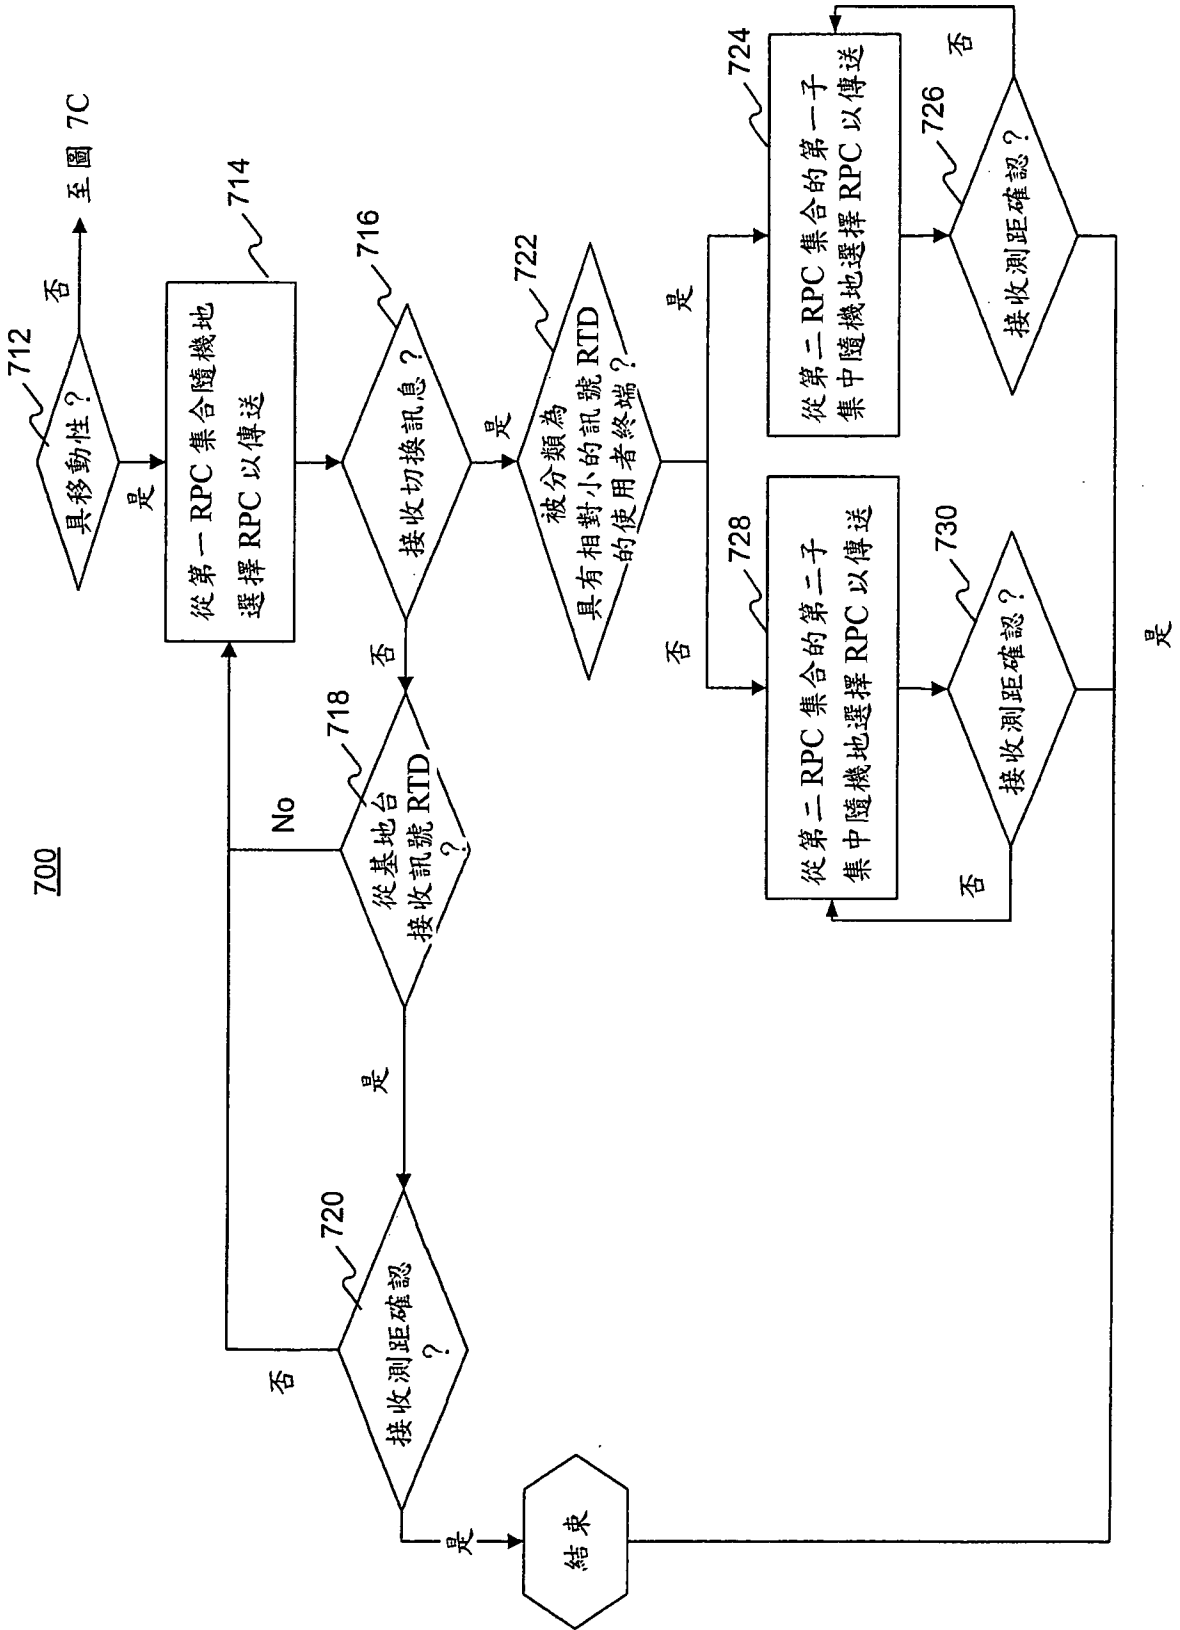 700
712
具移動性？
否
至圖 7C
是
714
從第一 RPC 集合隨機地
選擇 RPC 以傳送
716
接收切換訊息？
否
是
718
從基地台
接收訊號 RTD
？
No
是
720
接收測距確認
？
否
是
結束
722
被分類為
具有相對小的訊號 RTD
的使用者終端？
是
否
724
從第二 RPC 集合的第一子
集中隨機地選擇 RPC 以傳送
726
接收測距確認？
否
728
從第二 RPC 集合的第二子
集中隨機地選擇 RPC 以傳送
730
接收測距確認？
否
是